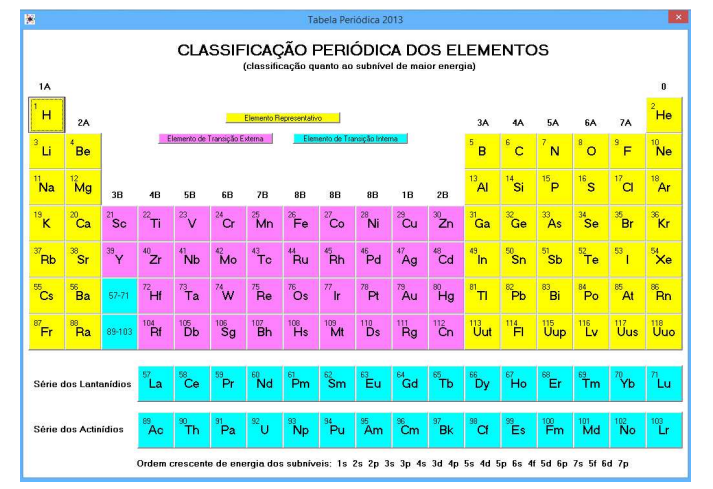 Tabela Periódica 2013
CLASSIFICAÇÃO PERIÓDICA DOS ELEMENTOS
(classificação quanto ao subnível de maior energia)
1A 0
1 H 2A Elemento Representativo 3A 4A 5A 6A 7A 2 He
Elemento de Transição Externa Elemento de Transição Interna
3 Li 4 Be 5 B 6 C 7 N 8 O 9 F 10 Ne
11 Na 12 Mg 3B 4B 5B 6B 7B 8B 8B 8B 1B 2B 13 Al 14 Si 15 P 16 S 17 Cl 18 Ar
19 K 20 Ca 21 Sc 22 Ti 23 V 24 Cr 25 Mn 26 Fe 27 Co 28 Ni 29 Cu 30 Zn 31 Ga 32 Ge 33 As 34 Se 35 Br 36 Kr
37 Rb 38 Sr 39 Y 40 Zr 41 Nb 42 Mo 43 Tc 44 Ru 45 Rh 46 Pd 47 Ag 48 Cd 49 In 50 Sn 51 Sb 52 Te 53 I 54 Xe
55 Cs 56 Ba 57-71 72 Hf 73 Ta 74 W 75 Re 76 Os 77 Ir 78 Pt 79 Au 80 Hg 81 Tl 82 Pb 83 Bi 84 Po 85 At 86 Rn
87 Fr 88 Ra 89-103 104 Rf 105 Db 106 Sg 107 Bh 108 Hs 109 Mt 110 Ds 111 Rg 112 Cn 113 Uut 114 Fl 115 Uup 116 Lv 117 Uus 118 Uuo
Série dos Lantanídios 57 La 58 Ce 59 Pr 60 Nd 61 Pm 62 Sm 63 Eu 64 Gd 65 Tb 66 Dy 67 Ho 68 Er 69 Tm 70 Yb 71 Lu
Série dos Actinídios 89 Ac 90 Th 91 Pa 92 U 93 Np 94 Pu 95 Am 96 Cm 97 Bk 98 Cf 99 Es 100 Fm 101 Md 102 No 103 Lr
Ordem crescente de energia dos subníveis: 1s 2s 2p 3s 3p 4s 3d 4p 5s 4d 5p 6s 4f 5d 6p 7s 5f 6d 7p